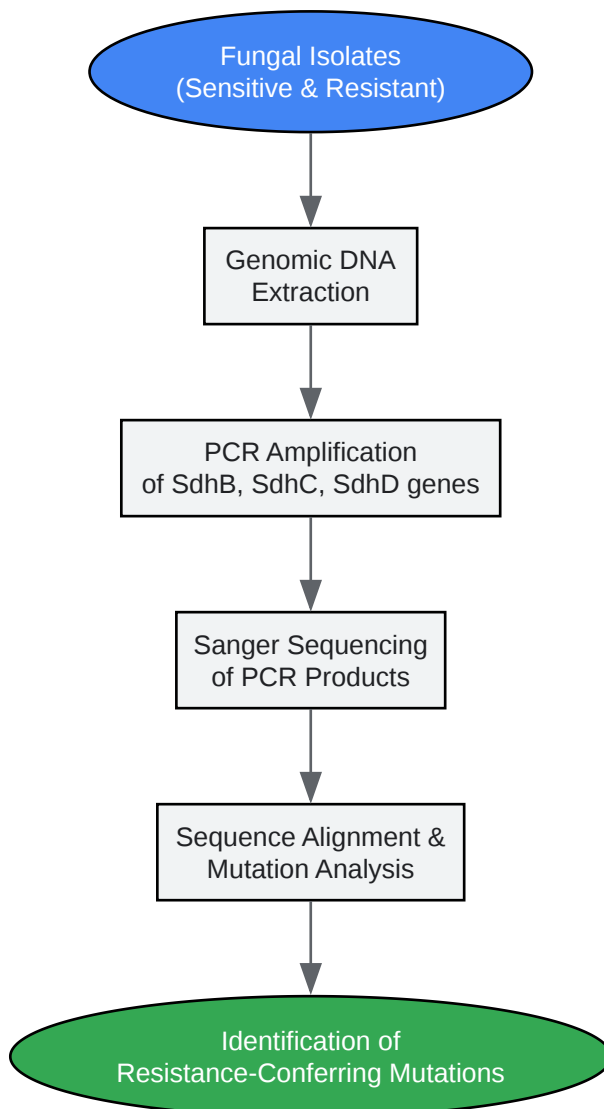 Fungal Isolates
(Sensitive & Resistant)
Genomic DNA
Extraction
PCR Amplification
of SdhB, SdhC, SdhD genes
Sanger Sequencing
of PCR Products
Sequence Alignment &
Mutation Analysis
Identification of
Resistance-Conferring Mutations